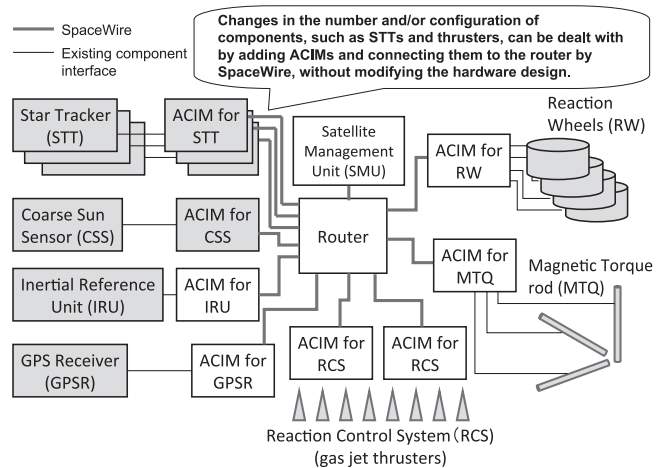 SpaceWire
Existing component
interface
Changes in the number and/or configuration of
components, such as STTs and thrusters, can be dealt with
by adding ACIMs and connecting them to the router by
SpaceWire, without modifying the hardware design.
Star Tracker
(STT)
ACIM for
STT
Satellite
Management
Unit (SMU)
ACIM for
RW
Reaction
Wheels (RW)
Coarse Sun
Sensor (CSS)
ACIM for
CSS
Router
ACIM for
MTQ
Magnetic Torque
rod (MTQ)
Inertial Reference
Unit (IRU)
ACIM for
IRU
GPS Receiver
(GPSR)
ACIM for
GPSR
ACIM for
RCS
ACIM for
RCS
Reaction Control System (RCS)
(gas jet thrusters)